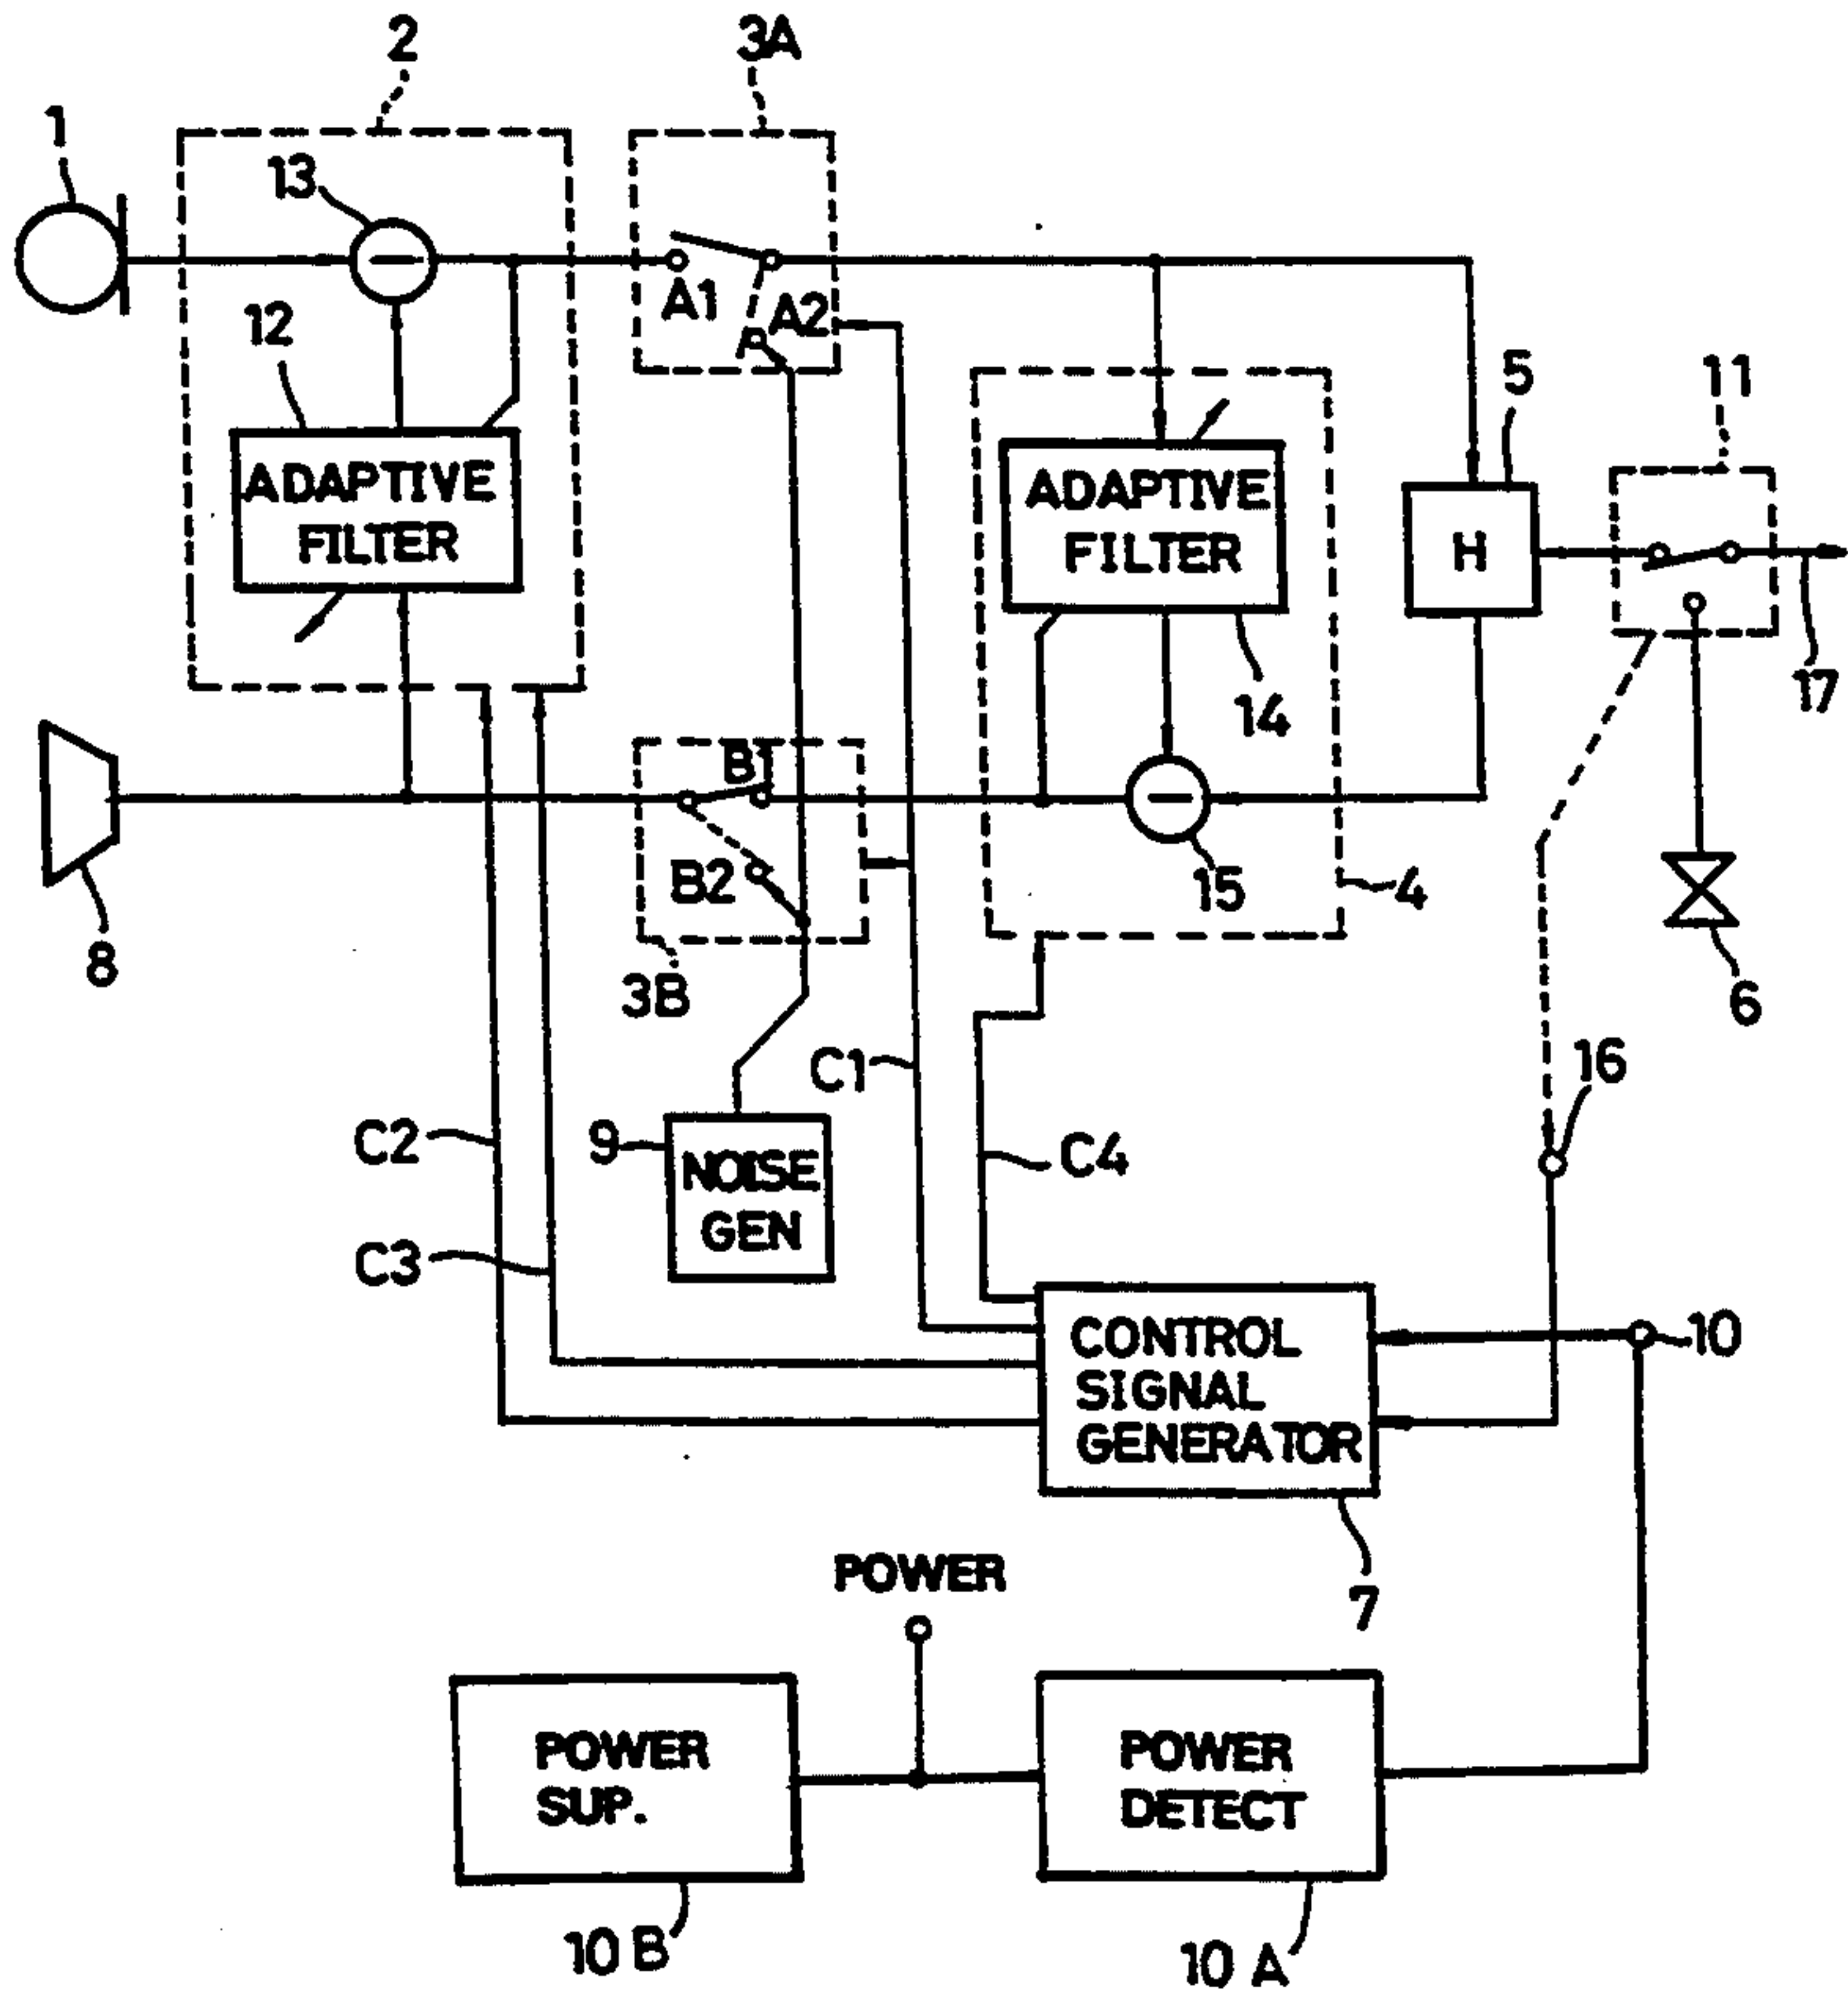 2
3A
1
13
A1
A2
12
5
11
ADAPTIVE
FILTER
ADAPTIVE
FILTER
H
14
17
B1
B2
15
4
8
3B
6
C1
16
C2
9
NOISE
GEN
C4
C3
CONTROL
SIGNAL
GENERATOR
10
POWER
7
POWER
SUP.
POWER
DETECT
10B
10A